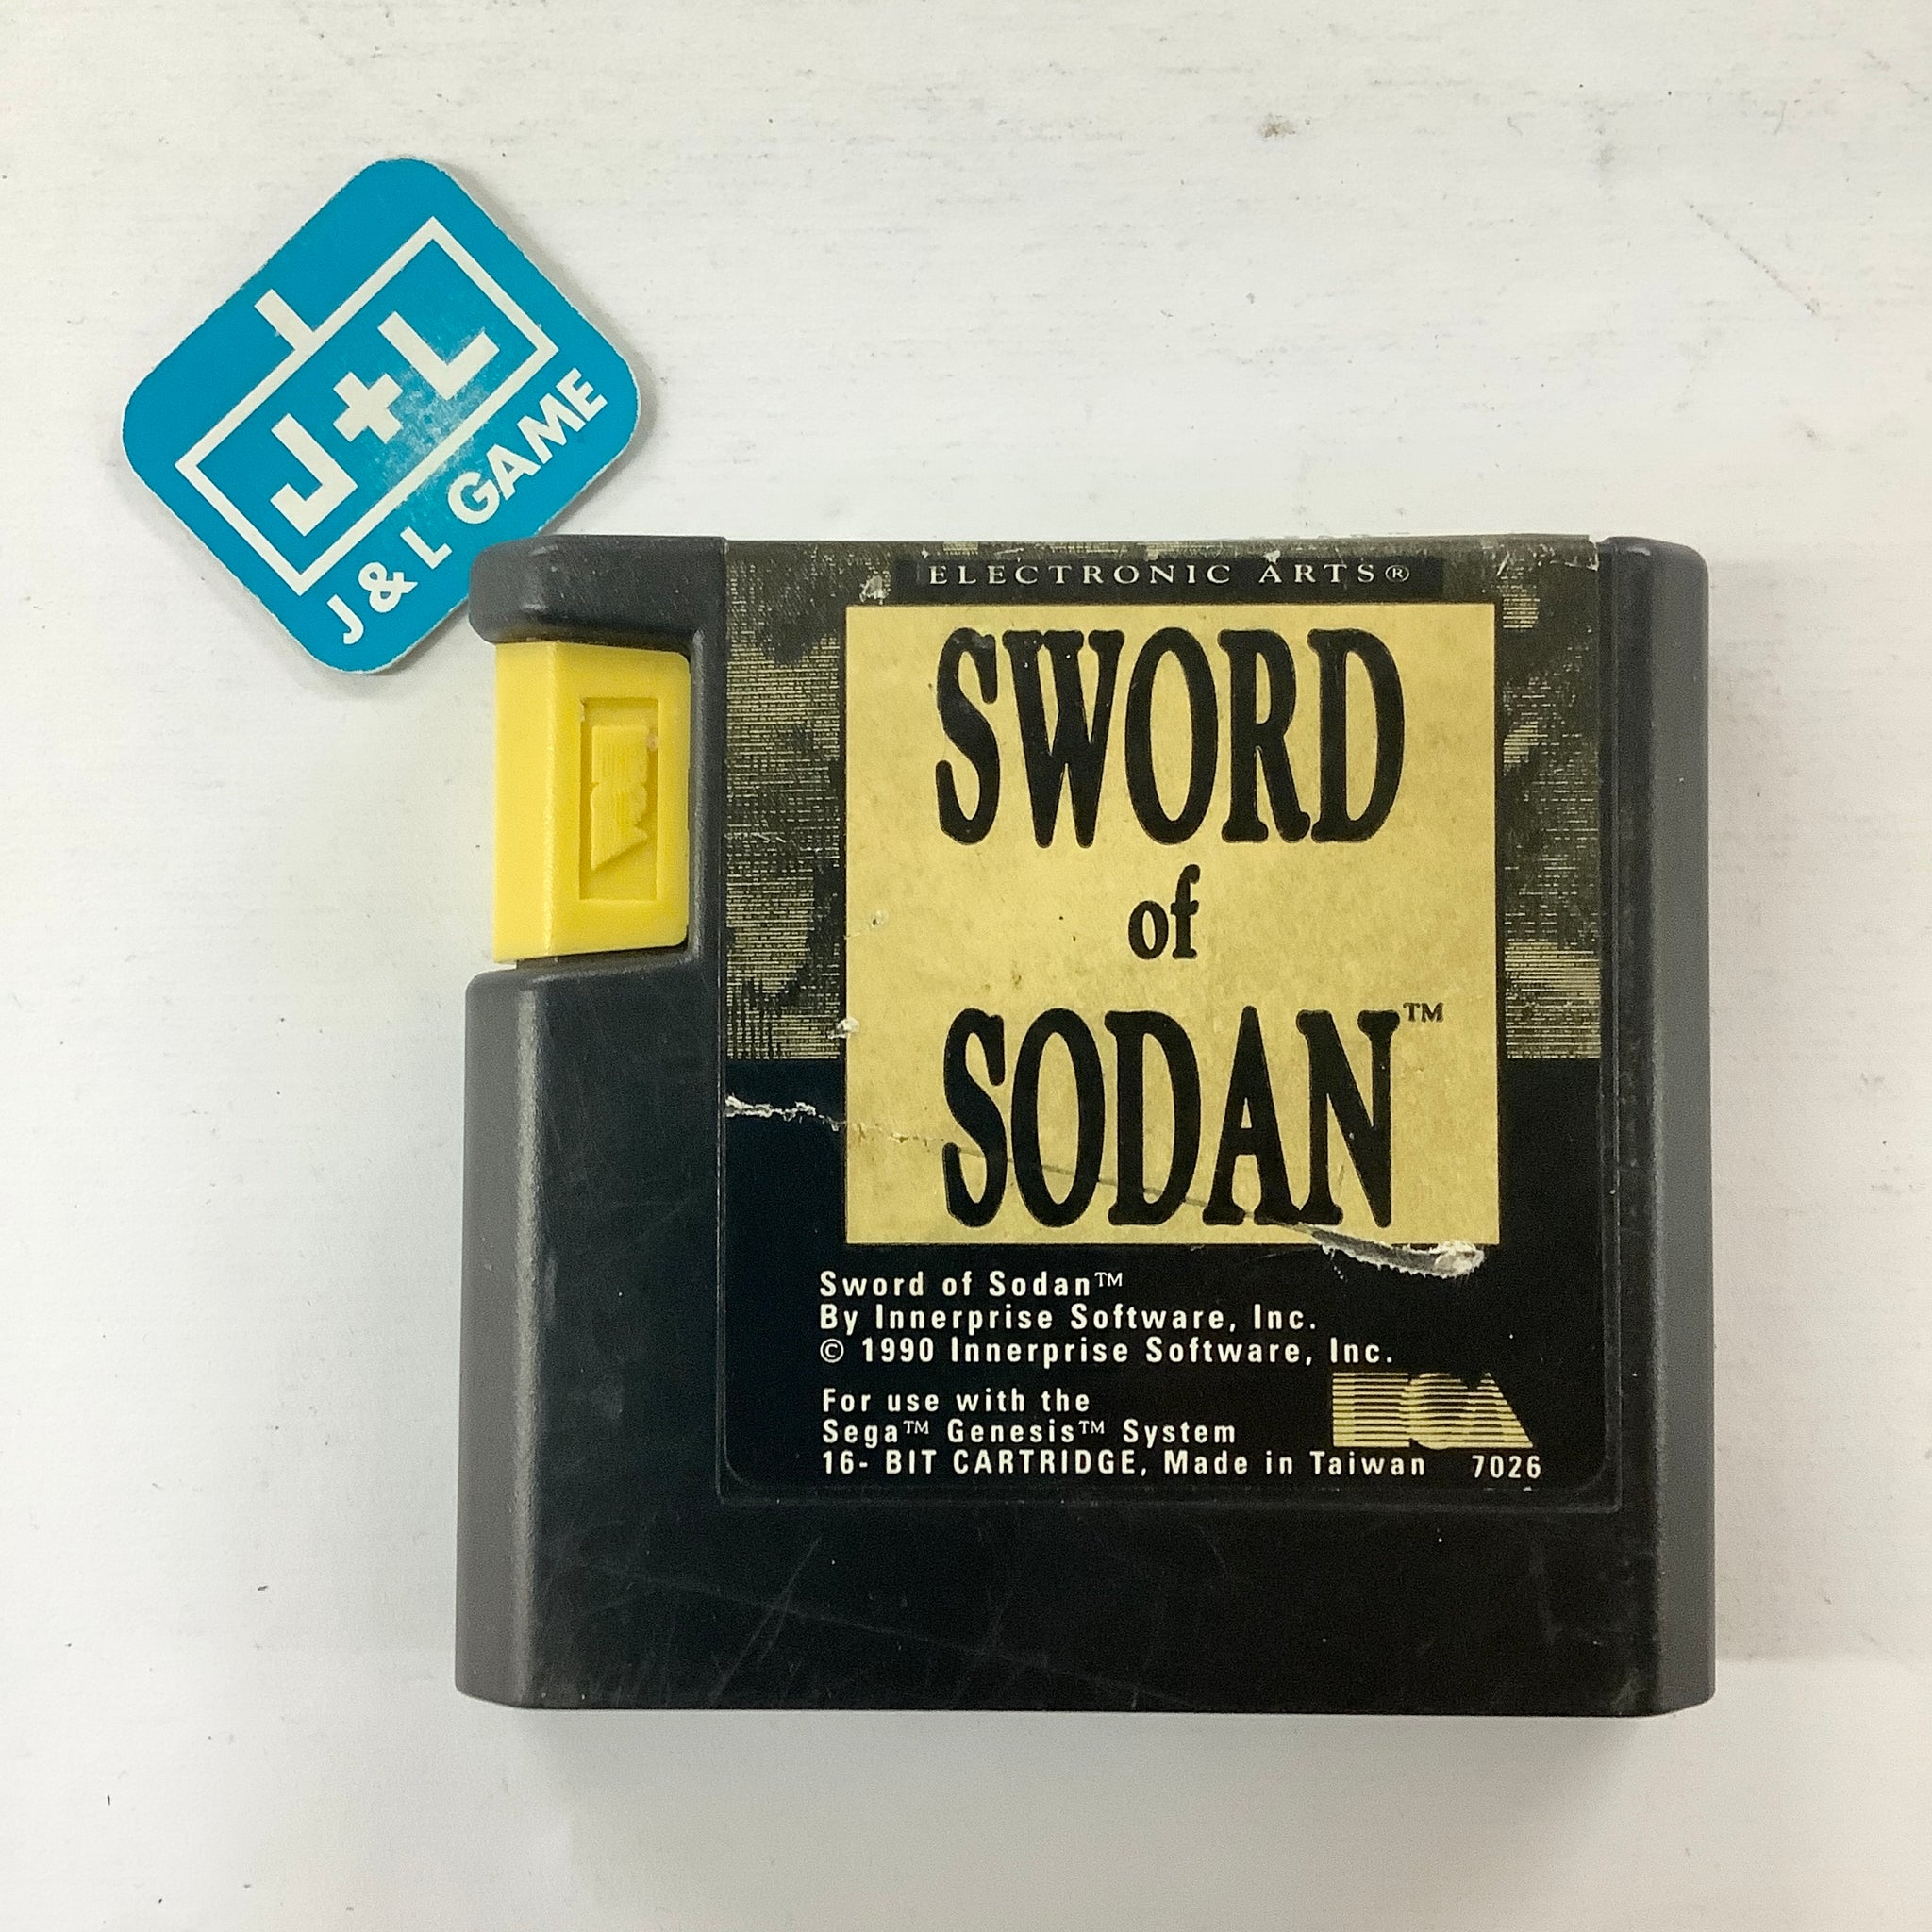 J+L
J & L GAME
ELECTRONIC ARTS®
SWORD
of
SODAN™
Sword of Sodan™
By Innerprise Software, Inc.
© 1990 Innerprise Software, Inc.
For use with the
Sega™ Genesis™ System
16- BIT CARTRIDGE, Made in Taiwan 7026
EA